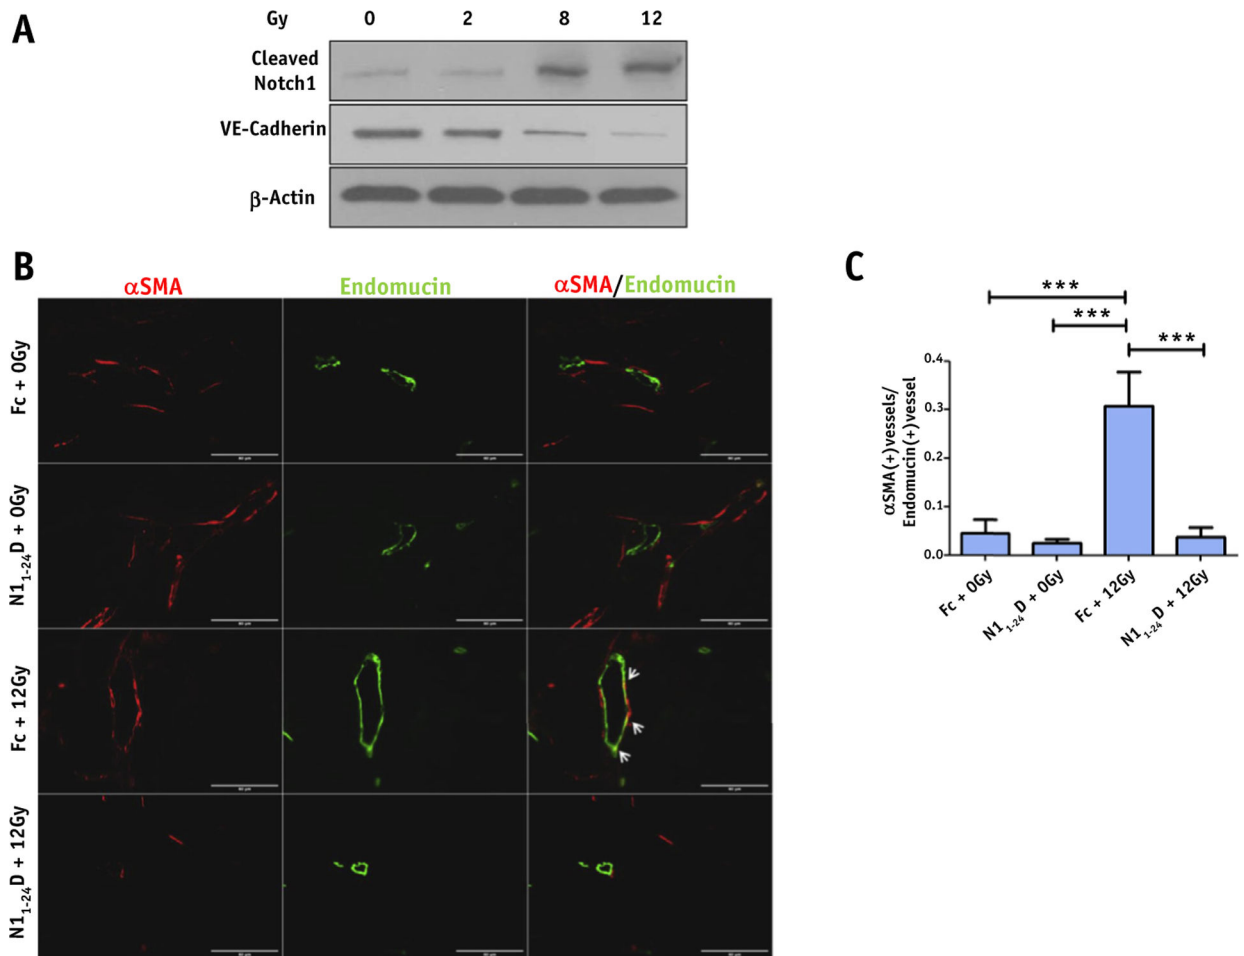 A
Gy 0 2 8 12
Cleaved
Notch1
VE-Cadherin
β-Actin
B
αSMA Endomucin αSMA/Endomucin
Fc + 0Gy
N1₁₋₂₄D + 0Gy
Fc + 12Gy
N1₁₋₂₄D + 12Gy
C
***
***
***
αSMA(+)vessels/
Endomucin(+)vessel
0.4
0.3
0.2
0.1
0.0
Fc + 0Gy
N1₁₋₂₄D + 0Gy
Fc + 12Gy
N1₁₋₂₄D + 12Gy